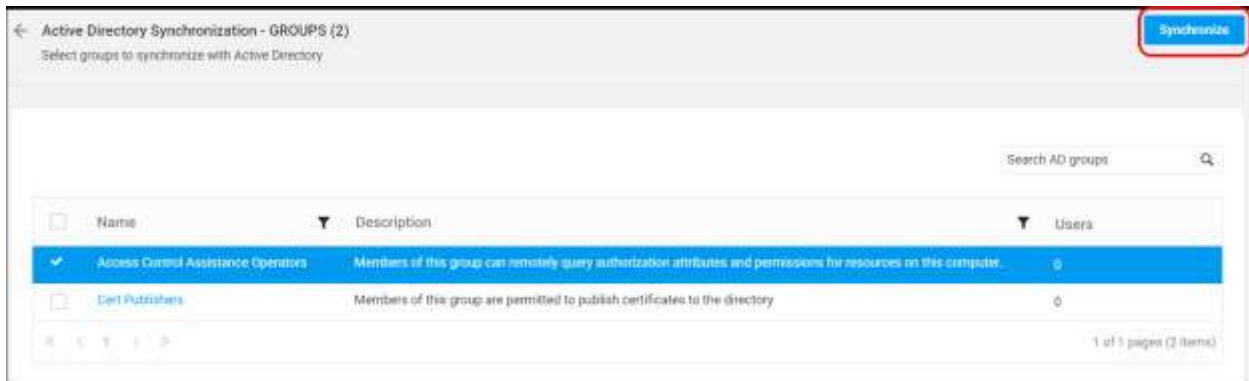 Active Directory Synchronization - GROUPS (2)
Synchronize
Select groups to synchronize with Active Directory
Search AD groups
Name Description Users
Access Control Assistance Operators Members of this group can remotely query authorization attributes and permissions for resources on this computer. 0
Cert Publishers Members of this group are permitted to publish certificates to the directory 0
1 1 of 1 pages (2 items)